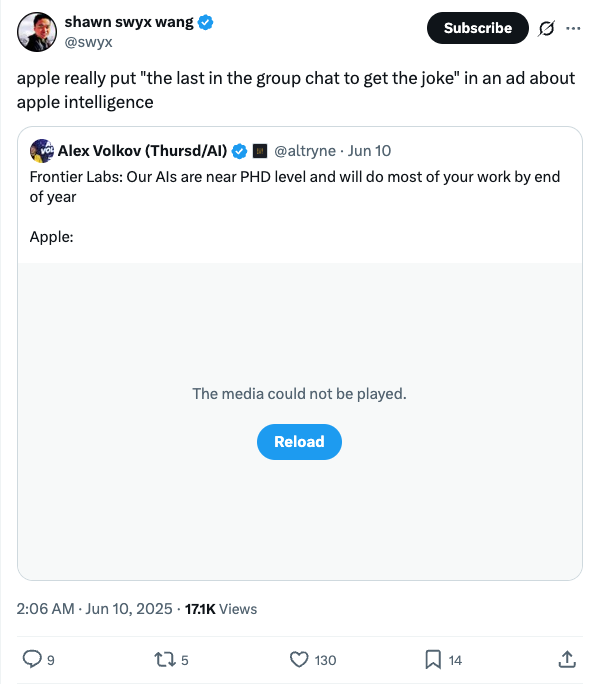 shawn swyx wang
Subscribe
@swyx
apple really put "the last in the group chat to get the joke" in an ad about
apple intelligence
Alex Volkov (Thursd/AI) @altryne · Jun 10
Frontier Labs: Our AIs are near PHD level and will do most of your work by end
of year
Apple:
The media could not be played.
Reload
2:06 AM · Jun 10, 2025 · 17.1K Views
9 5 130 14